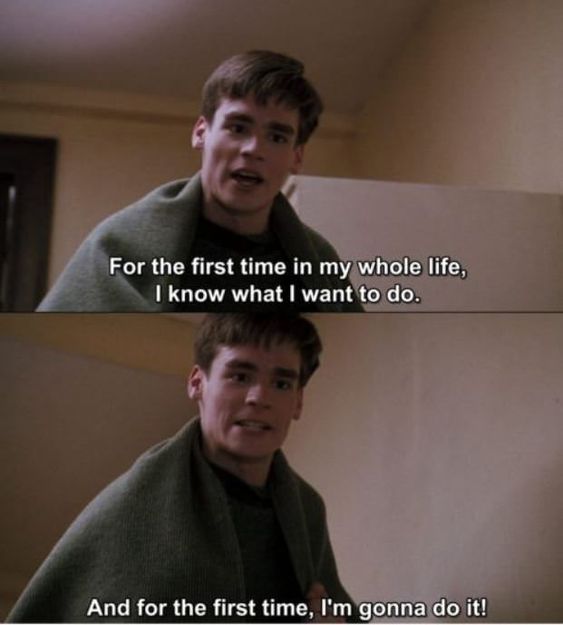 For the first time in my whole life,
I know what I want to do.
And for the first time, I'm gonna do it!